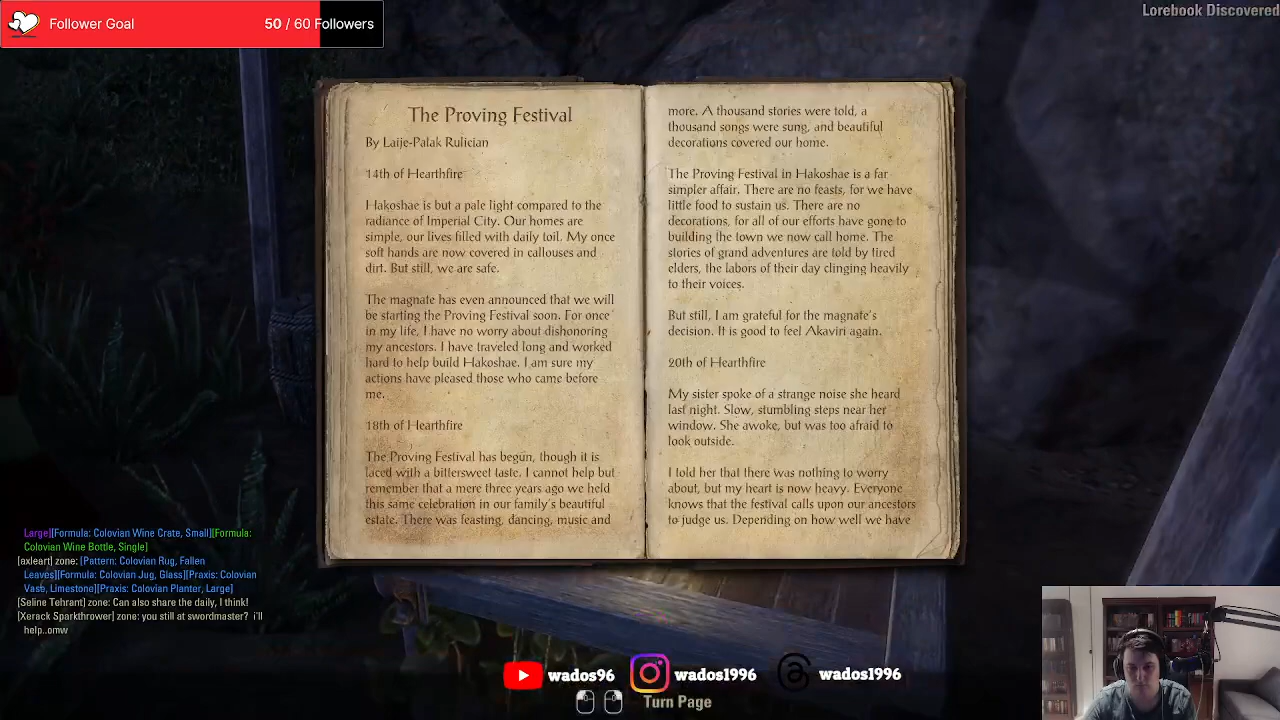 Follower Goal
50 / 60 Followers
Lorebook Discovered
The Proving Festival
By Laije-Palak Rulician
14th of Hearthfire
Hakoshae is but a pale light compared to the
radiance of Imperial City. Our homes are
simple, our lives filled with daily toil. My once
soft hands are now covered in callouses and
dirt. But still, we are safe.
The magnate has even announced that we will
be starting the Proving Festival soon. For once
in my life, I have no worry about dishonoring
my ancestors. I have traveled long and worked
hard to help build Hakoshae. I am sure my
actions have pleased those who came before
me.
18th of Hearthfire
The Proving Festival has begun, though it is
laced with a bittersweet taste. I cannot help but
remember that a mere three years ago we held
this same celebration in our family's beautiful
estate. There was feasting, dancing, music and
more. A thousand stories were told, a
thousand songs were sung, and beautiful
decorations covered our home.
The Proving Festival in Hakoshae is a far
simpler affair. There are no feasts, for we have
little food to sustain us. There are no
decorations, for all of our efforts have gone to
building the town we now call home. The
stories of grand adventures are told by tired
elders, the labors of their day clinging heavily
to their voices.
But still, I am grateful for the magnate's
decision. It is good to feel Akaviri again.
20th of Hearthfire
My sister spoke of a strange noise she heard
last night. Slow, stumbling steps near her
window. She awoke, but was too afraid to
look outside.
I told her that there was nothing to worry
about, but my heart is now heavy. Everyone
knows that the festival calls upon our ancestors
to judge us. Depending on how well we have
Large][Formula: Colovian Wine Crate, Small][Formula:
Colovian Wine Bottle, Single]
[axleart] zone: [Pattern: Colovian Rug, Fallen
Leaves][Formula: Colovian Jug, Glass][Praxis: Colovian
Vase, Limestone][Praxis: Colovian Planter, Large]
[Seline Tehrant] zone: Can also share the daily, I think!
[Xerack Sparkthrower] zone: you still at swordmaster? i'll
help..omw
wados96
wados1996
wados1996
Turn Page